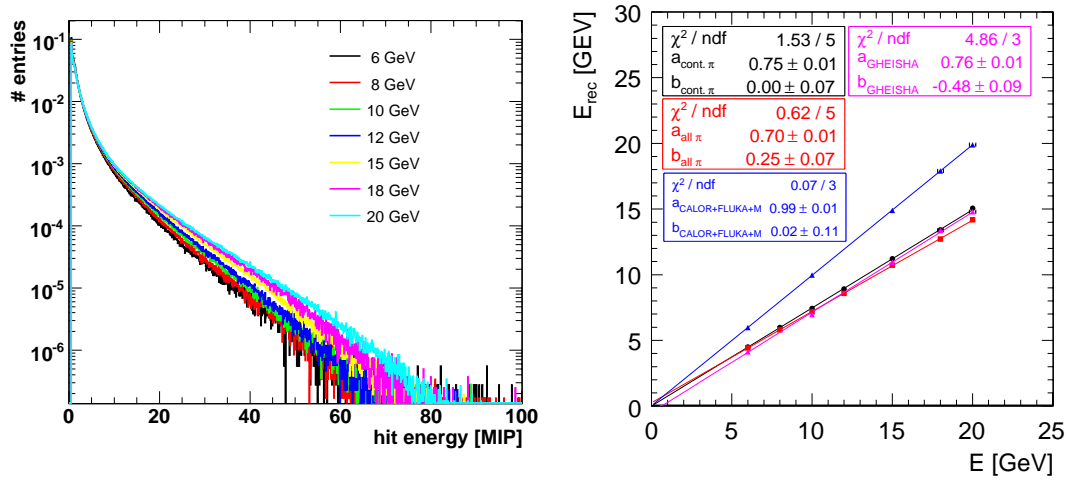 # entries
10⁻¹
10⁻²
10⁻³
10⁻⁴
10⁻⁵
10⁻⁶
6 GeV
8 GeV
10 GeV
12 GeV
15 GeV
18 GeV
20 GeV
0 20 40 60 80 100
hit energy [MIP]
E_rec [GEV]
30
25
20
15
10
5
0
χ² / ndf 1.53 / 5
a_cont. π 0.75 ± 0.01
b_cont. π 0.00 ± 0.07
χ² / ndf 4.86 / 3
a_GHEISHA 0.76 ± 0.01
b_GHEISHA -0.48 ± 0.09
χ² / ndf 0.62 / 5
a_all π 0.70 ± 0.01
b_all π 0.25 ± 0.07
χ² / ndf 0.07 / 3
a_CALOR+FLUKA+M 0.99 ± 0.01
b_CALOR+FLUKA+M 0.02 ± 0.11
0 5 10 15 20 25
E [GeV]